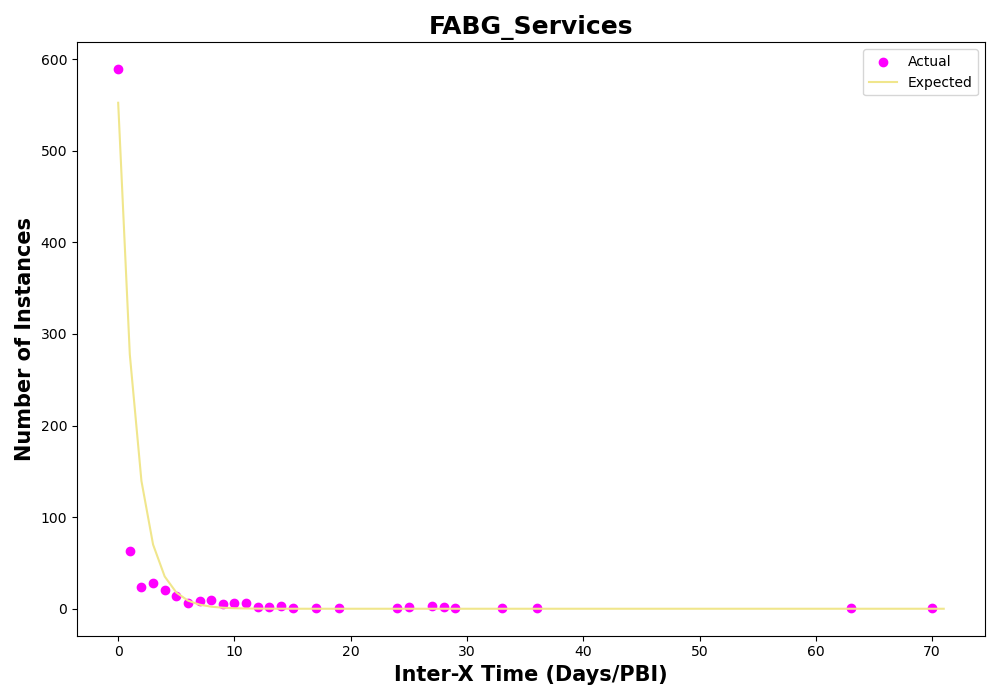 FABG_Services
Actual
Expected
600
500
400
300
200
100
0
Number of Instances
0 10 20 30 40 50 60 70
Inter-X Time (Days/PBI)